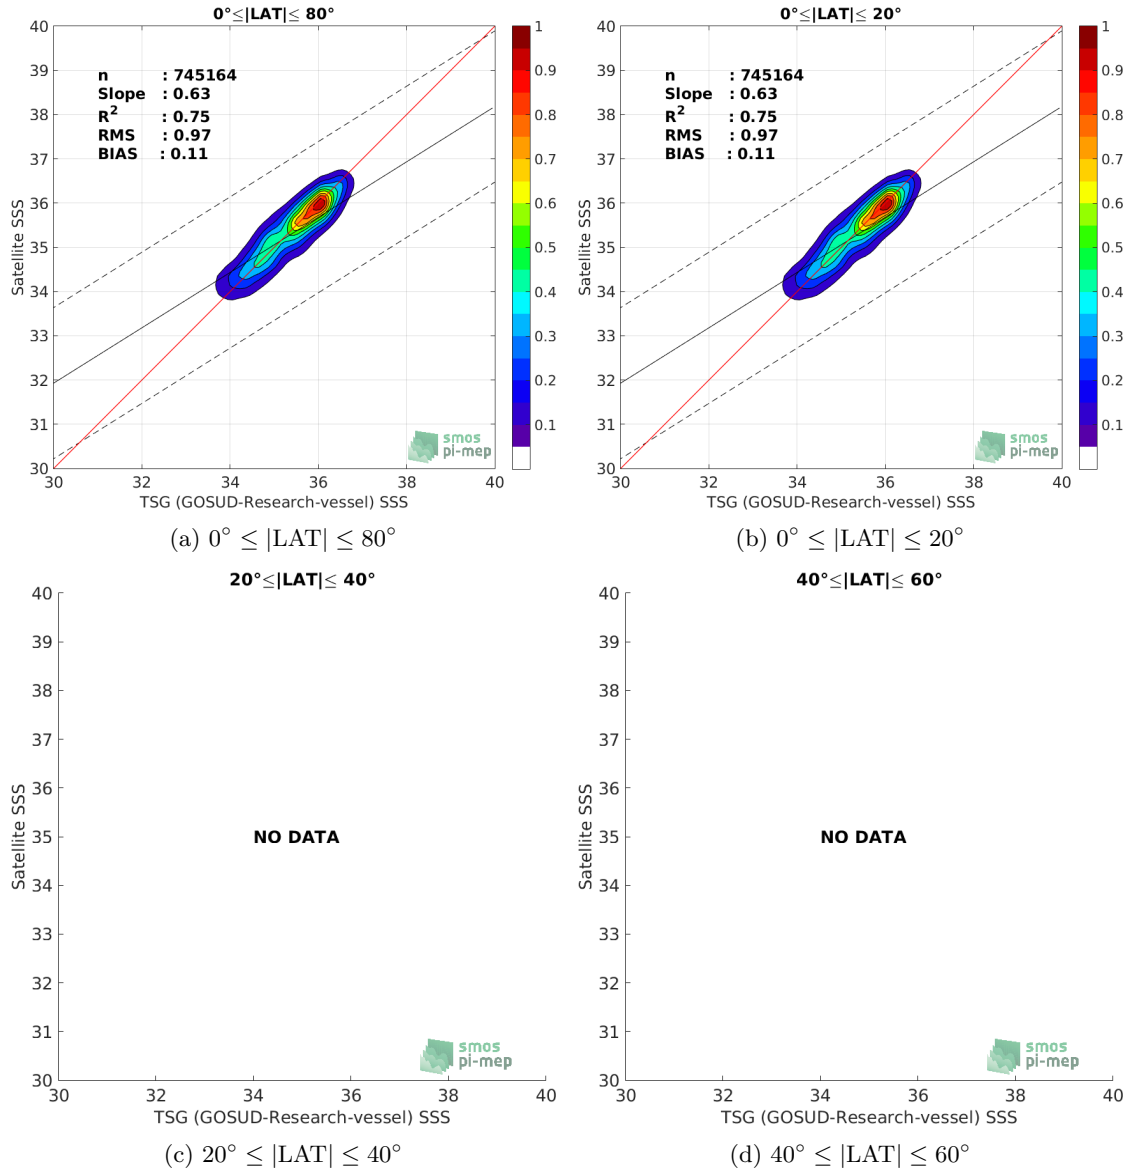 0°≤|LAT|≤ 80°
40
39
38
37
36
35
34
33
32
31
30
Satellite SSS
n : 745164
Slope : 0.63
R² : 0.75
RMS : 0.97
BIAS : 0.11
smos
pi-mep
30 32 34 36 38 40
TSG (GOSUD-Research-vessel) SSS
1
0.9
0.8
0.7
0.6
0.5
0.4
0.3
0.2
0.1
(a) 0° ≤ |LAT| ≤ 80°
0°≤|LAT|≤ 20°
40
39
38
37
36
35
34
33
32
31
30
Satellite SSS
n : 745164
Slope : 0.63
R² : 0.75
RMS : 0.97
BIAS : 0.11
smos
pi-mep
30 32 34 36 38 40
TSG (GOSUD-Research-vessel) SSS
1
0.9
0.8
0.7
0.6
0.5
0.4
0.3
0.2
0.1
(b) 0° ≤ |LAT| ≤ 20°
20°≤|LAT|≤ 40°
40
39
38
37
36
35
34
33
32
31
30
Satellite SSS
NO DATA
smos
pi-mep
30 32 34 36 38 40
TSG (GOSUD-Research-vessel) SSS
(c) 20° ≤ |LAT| ≤ 40°
40°≤|LAT|≤ 60°
40
39
38
37
36
35
34
33
32
31
30
Satellite SSS
NO DATA
smos
pi-mep
30 32 34 36 38 40
TSG (GOSUD-Research-vessel) SSS
(d) 40° ≤ |LAT| ≤ 60°